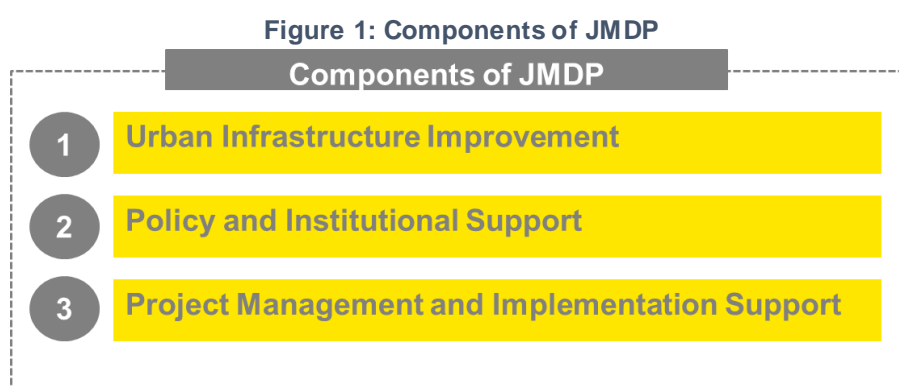 Figure 1: Components of JMDP
Components of JMDP
1
Urban Infrastructure Improvement
2
Policy and Institutional Support
3
Project Management and Implementation Support